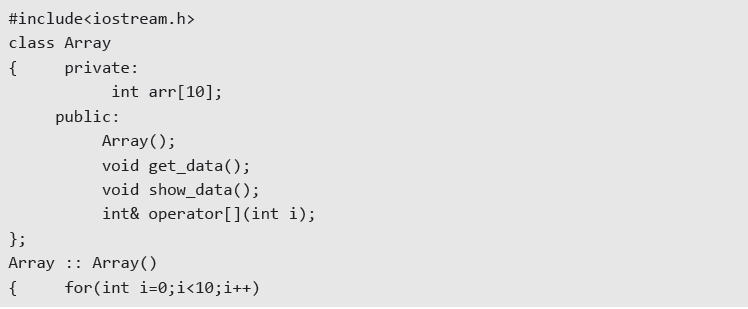 #include<iostream.h>
class Array
{     private:
           int arr[10];
     public:
          Array();
          void get_data();
          void show_data();
          int& operator[](int i);
};
Array :: Array()
{     for(int i=0;i<10;i++)